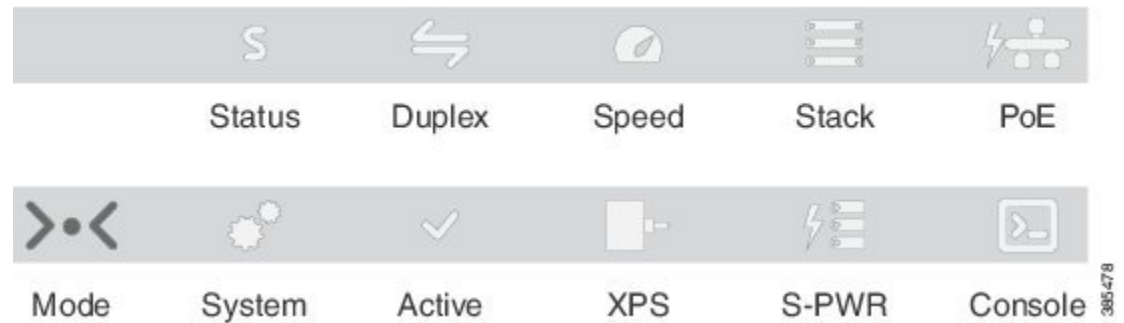 S
Status Duplex Speed Stack PoE
Mode System Active XPS S-PWR Console
385478